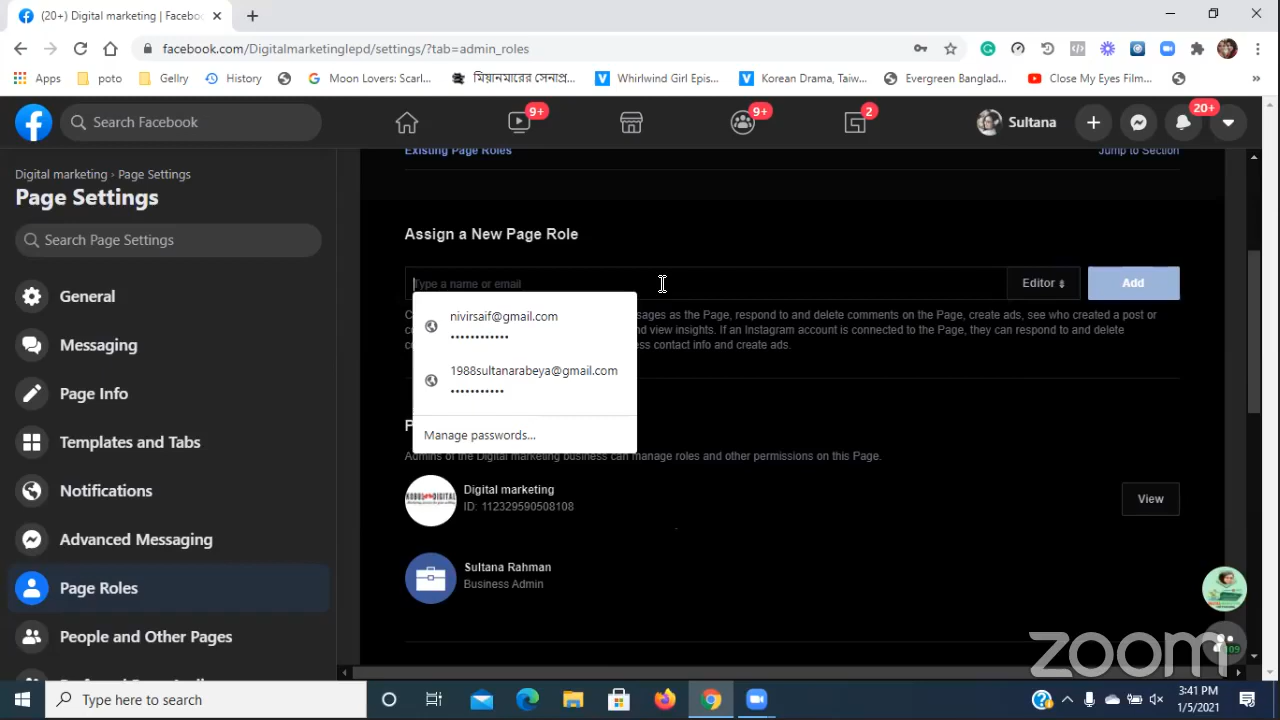 (20+) Digital marketing | Facebo
facebook.com/Digitalmarketinglepd/settings/?tab=admin_roles
Apps poto Gellry History Moon Lovers: Scarl... মিয়ানমারের সেনাপ্র... Whirlwind Girl Epis... Korean Drama, Taiw... Evergreen Banglad... Close My Eyes Film... »
Search Facebook 9+ 9+ 2 Sultana 20+
Digital marketing › Page Settings
Page Settings
Search Page Settings
General
Messaging
Page Info
Templates and Tabs
Notifications
Advanced Messaging
Page Roles
People and Other Pages
Existing Page Roles Jump to Section
Assign a New Page Role
Type a name or email Editor Add
sages as the Page, respond to and delete comments on the Page, create ads, see who created a post or
nd view insights. If an Instagram account is connected to the Page, they can respond to and delete
ess contact info and create ads.
nivirsaif@gmail.com
••••••••••••
1988sultanarabeya@gmail.com
•••••••••••
Manage passwords...
Admins of the Digital marketing business can manage roles and other permissions on this Page.
Digital marketing
ID: 112329590508108
View
Sultana Rahman
Business Admin
zoom
109
Type here to search
3:41 PM
1/5/2021